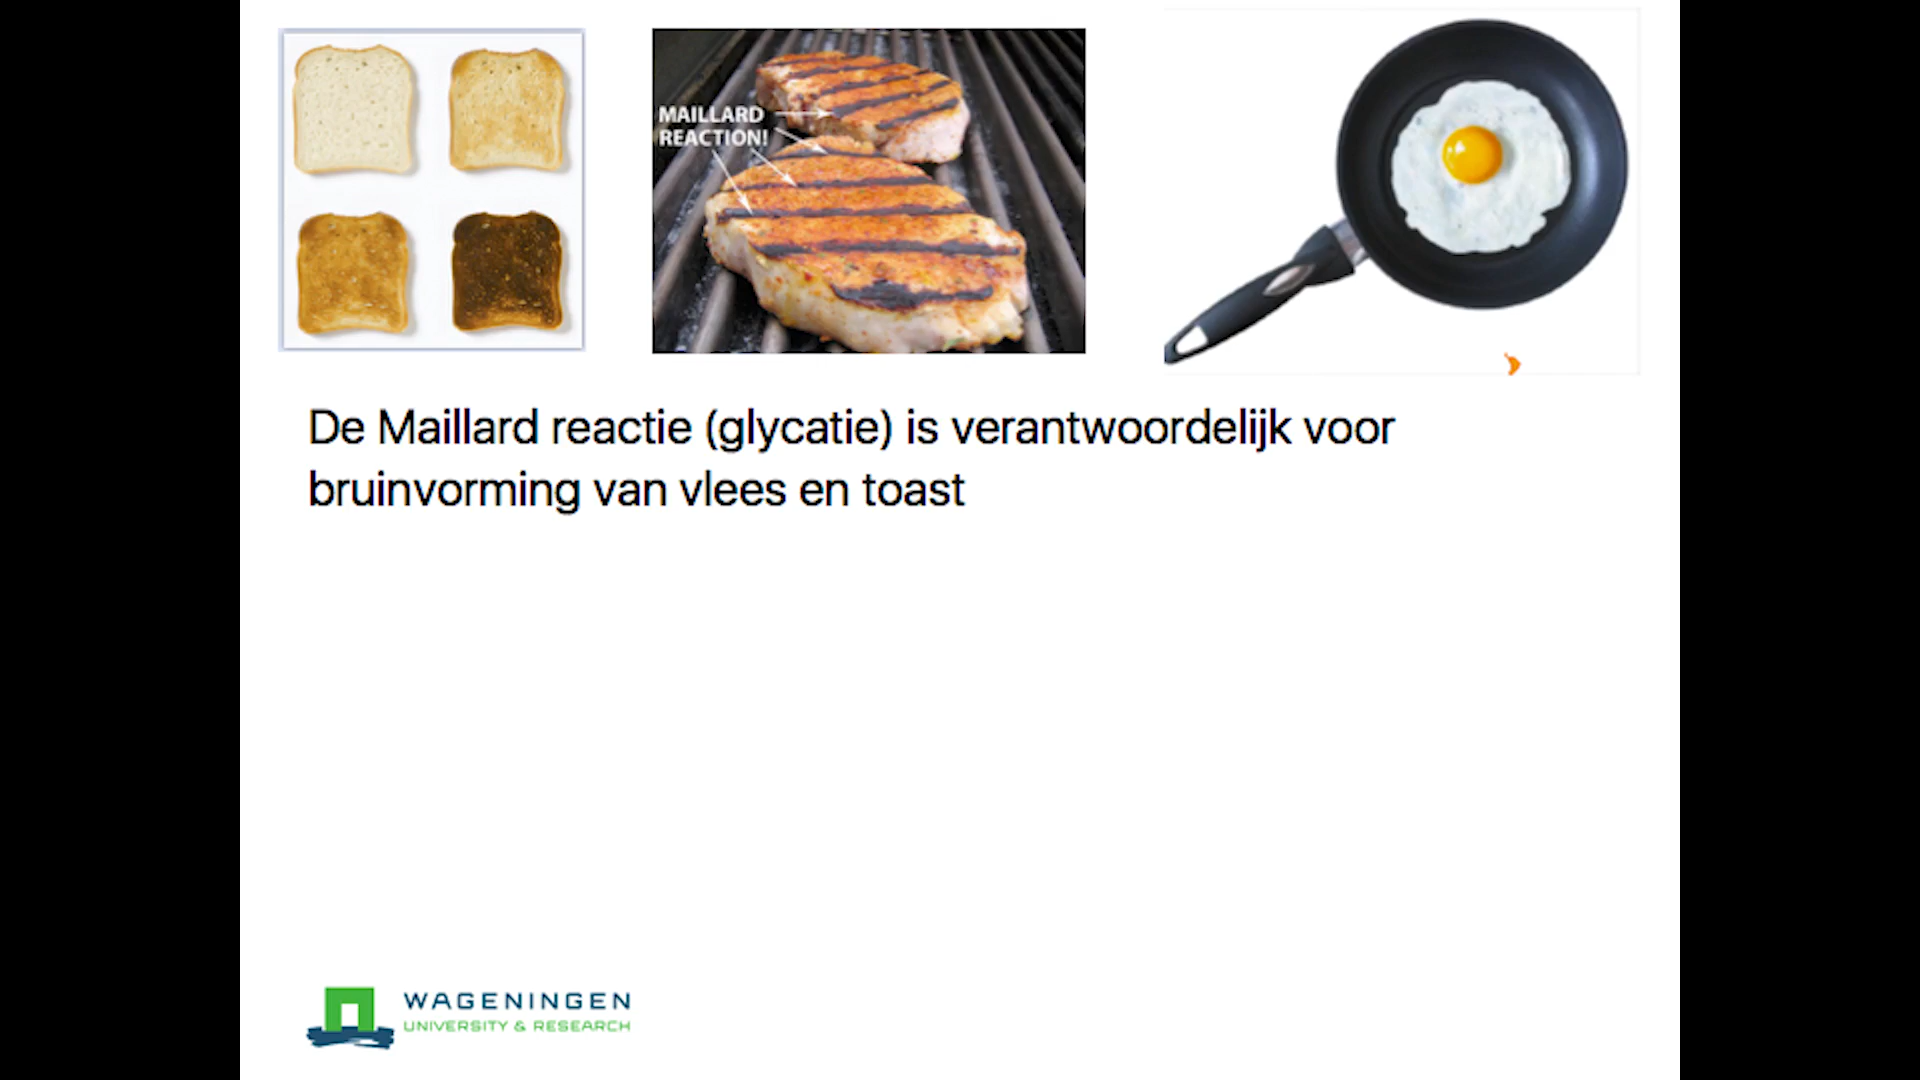 MAILLARD
REACTION!
De Maillard reactie (glycatie) is verantwoordelijk voor
bruinvorming van vlees en toast
WAGENINGEN
UNIVERSITY & RESEARCH